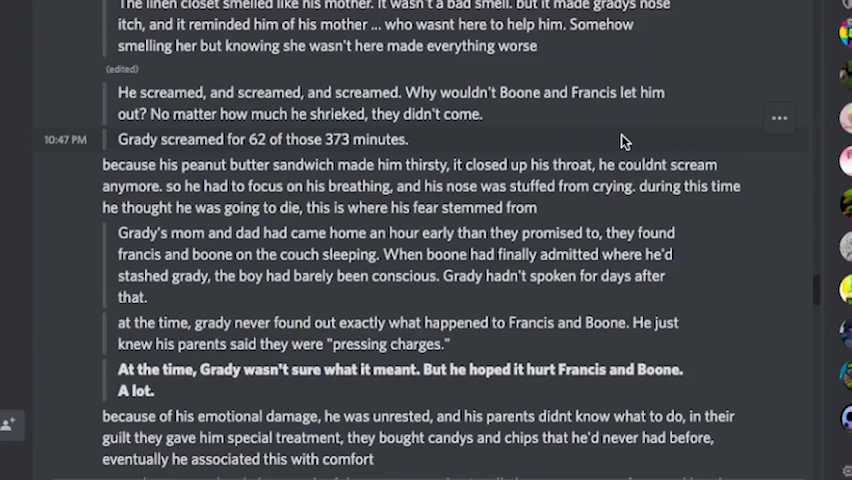 The linen closet smelled like his mother. It wasn't a bad smell. but it made gradys nose
itch, and it reminded him of his mother ... who wasnt here to help him. Somehow
smelling her but knowing she wasn't here made everything worse
(edited)
He screamed, and screamed, and screamed. Why wouldn't Boone and Francis let him
out? No matter how much he shrieked, they didn't come.
10:47 PM Grady screamed for 62 of those 373 minutes.
because his peanut butter sandwich made him thirsty, it closed up his throat, he couldnt scream
anymore. so he had to focus on his breathing, and his nose was stuffed from crying. during this time
he thought he was going to die, this is where his fear stemmed from
Grady's mom and dad had came home an hour early than they promised to, they found
francis and boone on the couch sleeping. When boone had finally admitted where he'd
stashed grady, the boy had barely been conscious. Grady hadn't spoken for days after
that.
at the time, grady never found out exactly what happened to Francis and Boone. He just
knew his parents said they were "pressing charges."
At the time, Grady wasn't sure what it meant. But he hoped it hurt Francis and Boone.
A lot.
because of his emotional damage, he was unrested, and his parents didnt know what to do, in their
guilt they gave him special treatment, they bought candys and chips that he'd never had before,
eventually he associated this with comfort